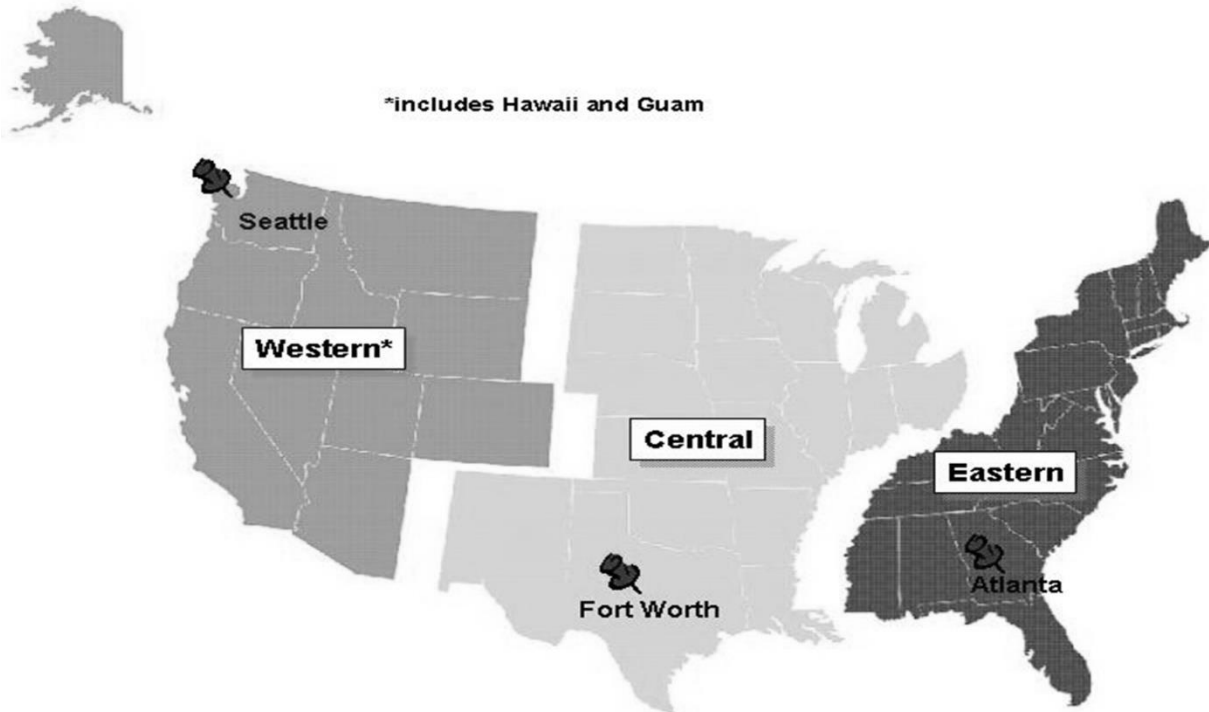 *includes Hawaii and Guam
Seattle
Western*
Central
Eastern
Fort Worth
Atlanta